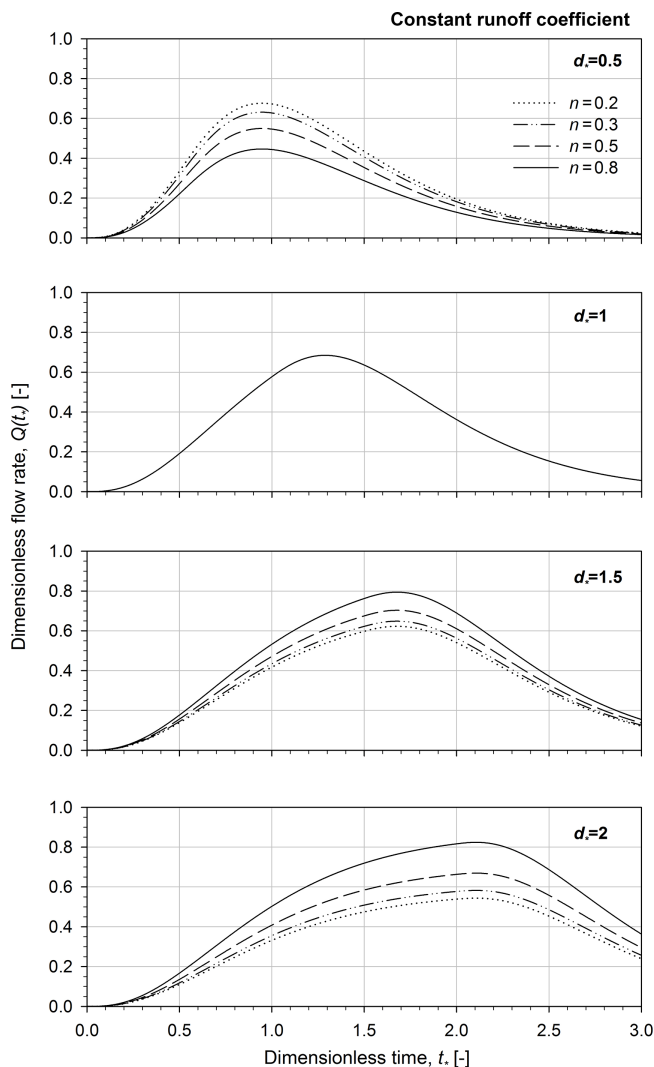 Constant runoff coefficient
1.0
0.8
0.6
0.4
0.2
0.0
d*=0.5
n = 0.2
n = 0.3
n = 0.5
n = 0.8
1.0
0.8
0.6
0.4
0.2
0.0
d*=1
Dimensionless flow rate, Q(t*) [-]
1.0
0.8
0.6
0.4
0.2
0.0
d*=1.5
1.0
0.8
0.6
0.4
0.2
0.0
d*=2
0.0 0.5 1.0 1.5 2.0 2.5 3.0
Dimensionless time, t* [-]